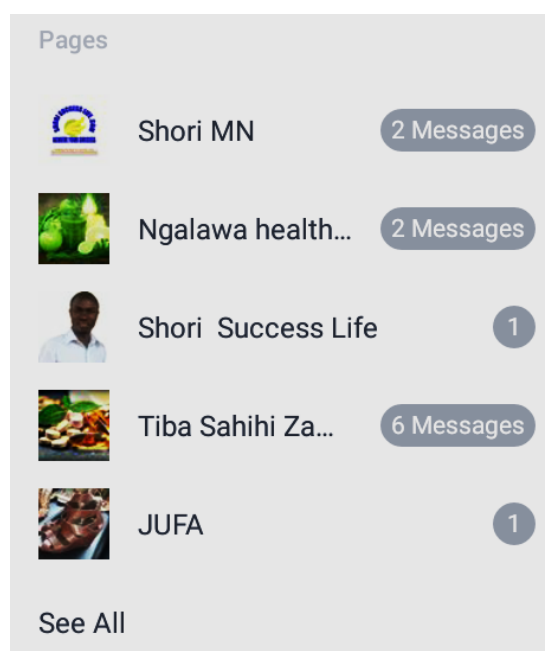 Pages
Shori MN
2 Messages
Ngalawa health...
2 Messages
Shori  Success Life
1
Tiba Sahihi Za...
6 Messages
JUFA
1
See All